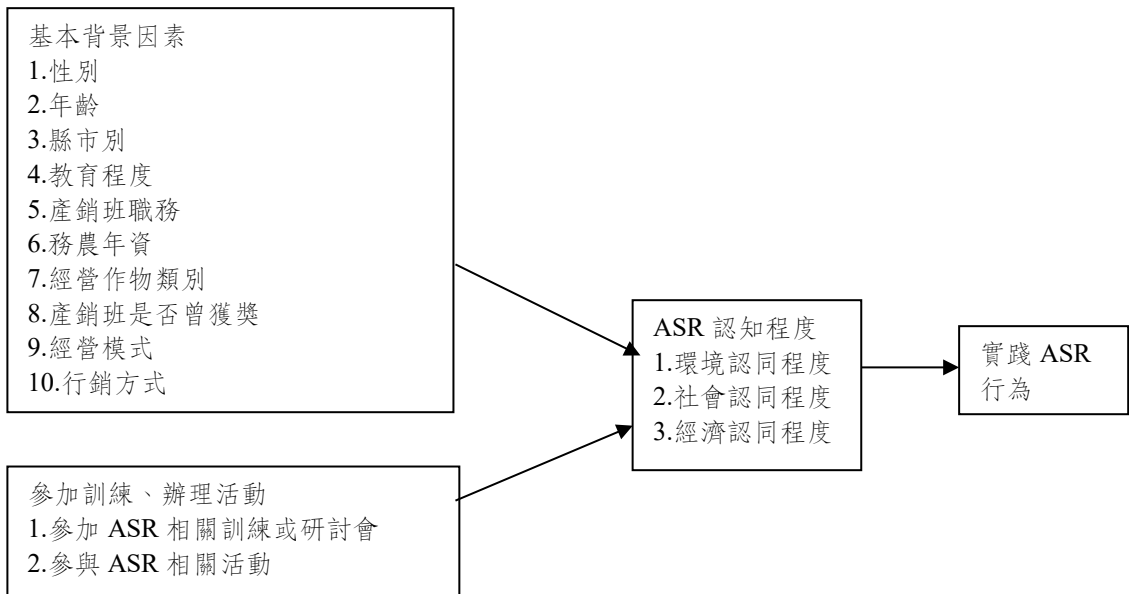 基本背景因素
1.性別
2.年齡
3.縣市別
4.教育程度
5.產銷班職務
6.務農年資
7.經營作物類別
8.產銷班是否曾獲獎
9.經營模式
10.行銷方式
參加訓練、辦理活動
1.參加 ASR 相關訓練或研討會
2.參與 ASR 相關活動
ASR 認知程度
1.環境認同程度
2.社會認同程度
3.經濟認同程度
實踐 ASR
行為